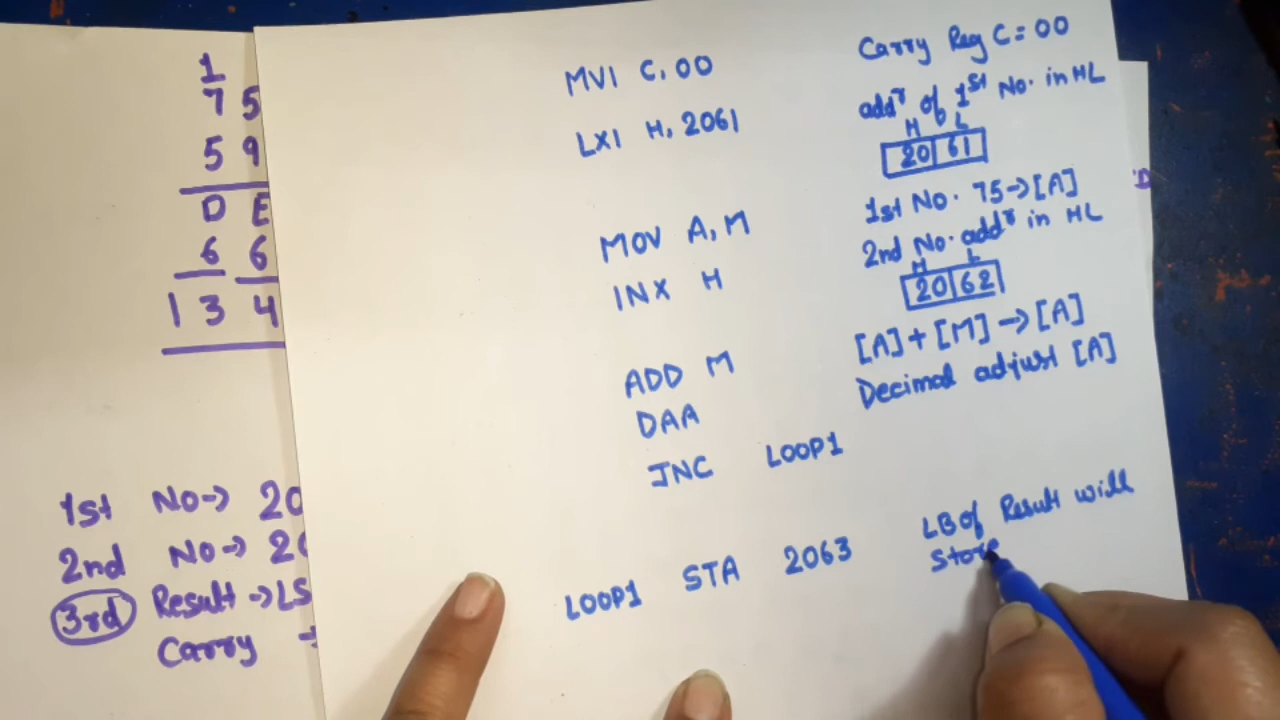 1
7 5
5 9
D E
6 6
1 3 4
1st No→ 20
2nd No→ 20
3rd Result →LS
Carry →
MVI C,00 Carry Reg C=00
LXI H, 2061 addr of 1st No. in HL
H L
20 61
MOV A,M 1st No. 75→[A]
INX H 2nd No. addr in HL
H L
20 62
ADD M [A]+[M]→[A]
DAA Decimal adjust [A]
JNC LOOP1
LOOP1 STA 2063 LB of Result will
Store